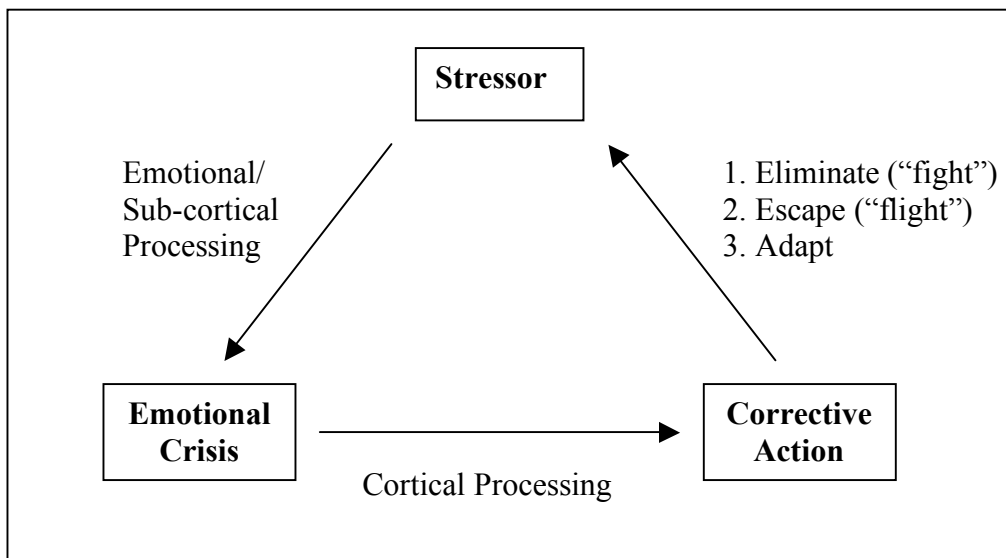 Stressor
Emotional/
Sub-cortical
Processing
1. Eliminate (“fight”)
2. Escape (“flight”)
3. Adapt
Emotional
Crisis
Corrective
Action
Cortical Processing